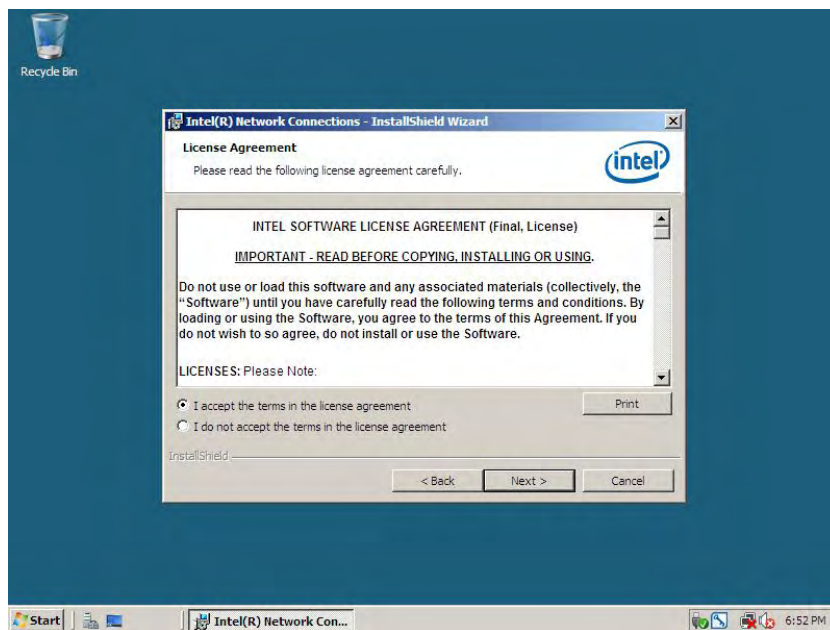 Recycle Bin
Intel(R) Network Connections - InstallShield Wizard
License Agreement
Please read the following license agreement carefully.
intel
INTEL SOFTWARE LICENSE AGREEMENT (Final, License)
IMPORTANT - READ BEFORE COPYING, INSTALLING OR USING.
Do not use or load this software and any associated materials (collectively, the
“Software”) until you have carefully read the following terms and conditions. By
loading or using the Software, you agree to the terms of this Agreement. If you
do not wish to so agree, do not install or use the Software.
LICENSES: Please Note:
I accept the terms in the license agreement
Print
I do not accept the terms in the license agreement
InstallShield
< Back
Next >
Cancel
Start
Intel(R) Network Con...
6:52 PM